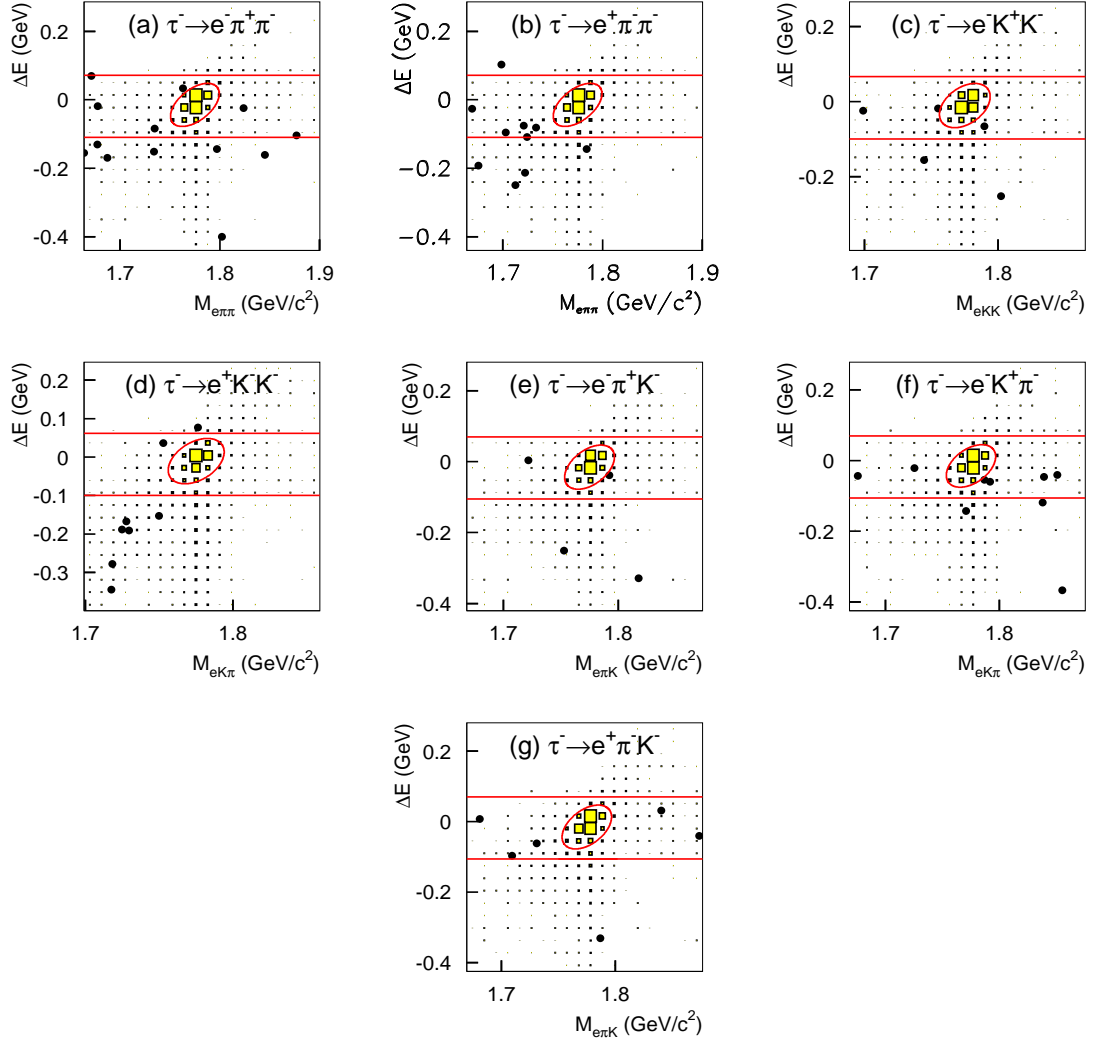 (a) τ⁻→e⁻π⁺π⁻
ΔE (GeV)
0.2
0
-0.2
-0.4
1.7 1.8 1.9
M_eππ (GeV/c²)
(b) τ⁻→e⁺π⁻π⁻
ΔE (GeV)
0.2
0
−0.2
−0.4
1.7 1.8 1.9
M_eππ (GeV/c²)
(c) τ⁻→e⁻K⁺K⁻
ΔE (GeV)
0.2
0
-0.2
1.7 1.8
M_eKK (GeV/c²)
(d) τ⁻→e⁺K⁻K⁻
ΔE (GeV)
0.2
0.1
0
-0.1
-0.2
-0.3
1.7 1.8
M_eKπ (GeV/c²)
(e) τ⁻→e⁻π⁺K⁻
ΔE (GeV)
0.2
0
-0.2
-0.4
1.7 1.8
M_eπK (GeV/c²)
(f) τ⁻→e⁻K⁺π⁻
ΔE (GeV)
0.2
0
-0.2
-0.4
1.7 1.8
M_eKπ (GeV/c²)
(g) τ⁻→e⁺π⁻K⁻
ΔE (GeV)
0.2
0
-0.2
-0.4
1.7 1.8
M_eπK (GeV/c²)